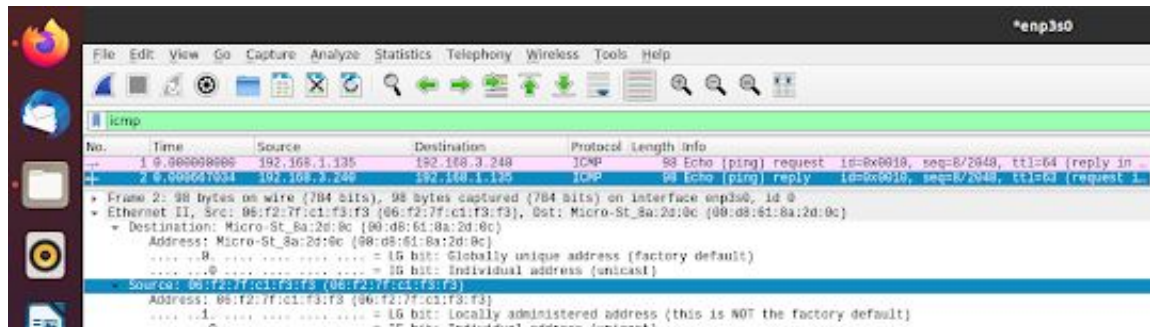 *enp3s0
File Edit View Go Capture Analyze Statistics Telephony Wireless Tools Help
icmp
No. Time Source Destination Protocol Length Info
1 0.000000000 192.168.1.135 192.168.3.240 ICMP 98 Echo (ping) request id=0x0010, seq=8/2048, ttl=64 (reply in …
2 0.000667034 192.168.3.240 192.168.1.135 ICMP 98 Echo (ping) reply id=0x0010, seq=8/2048, ttl=63 (request i…
Frame 2: 98 bytes on wire (784 bits), 98 bytes captured (784 bits) on interface enp3s0, id 0
Ethernet II, Src: 06:f2:7f:c1:f3:f3 (06:f2:7f:c1:f3:f3), Dst: Micro-St_8a:2d:0c (00:d8:61:8a:2d:0c)
Destination: Micro-St_8a:2d:0c (00:d8:61:8a:2d:0c)
Address: Micro-St_8a:2d:0c (00:d8:61:8a:2d:0c)
.... ..0. .... .... .... .... = LG bit: Globally unique address (factory default)
.... ...0 .... .... .... .... = IG bit: Individual address (unicast)
Source: 06:f2:7f:c1:f3:f3 (06:f2:7f:c1:f3:f3)
Address: 06:f2:7f:c1:f3:f3 (06:f2:7f:c1:f3:f3)
.... ..1. .... .... .... .... = LG bit: Locally administered address (this is NOT the factory default)
.... ...0 .... .... .... .... = IG bit: Individual address (unicast)